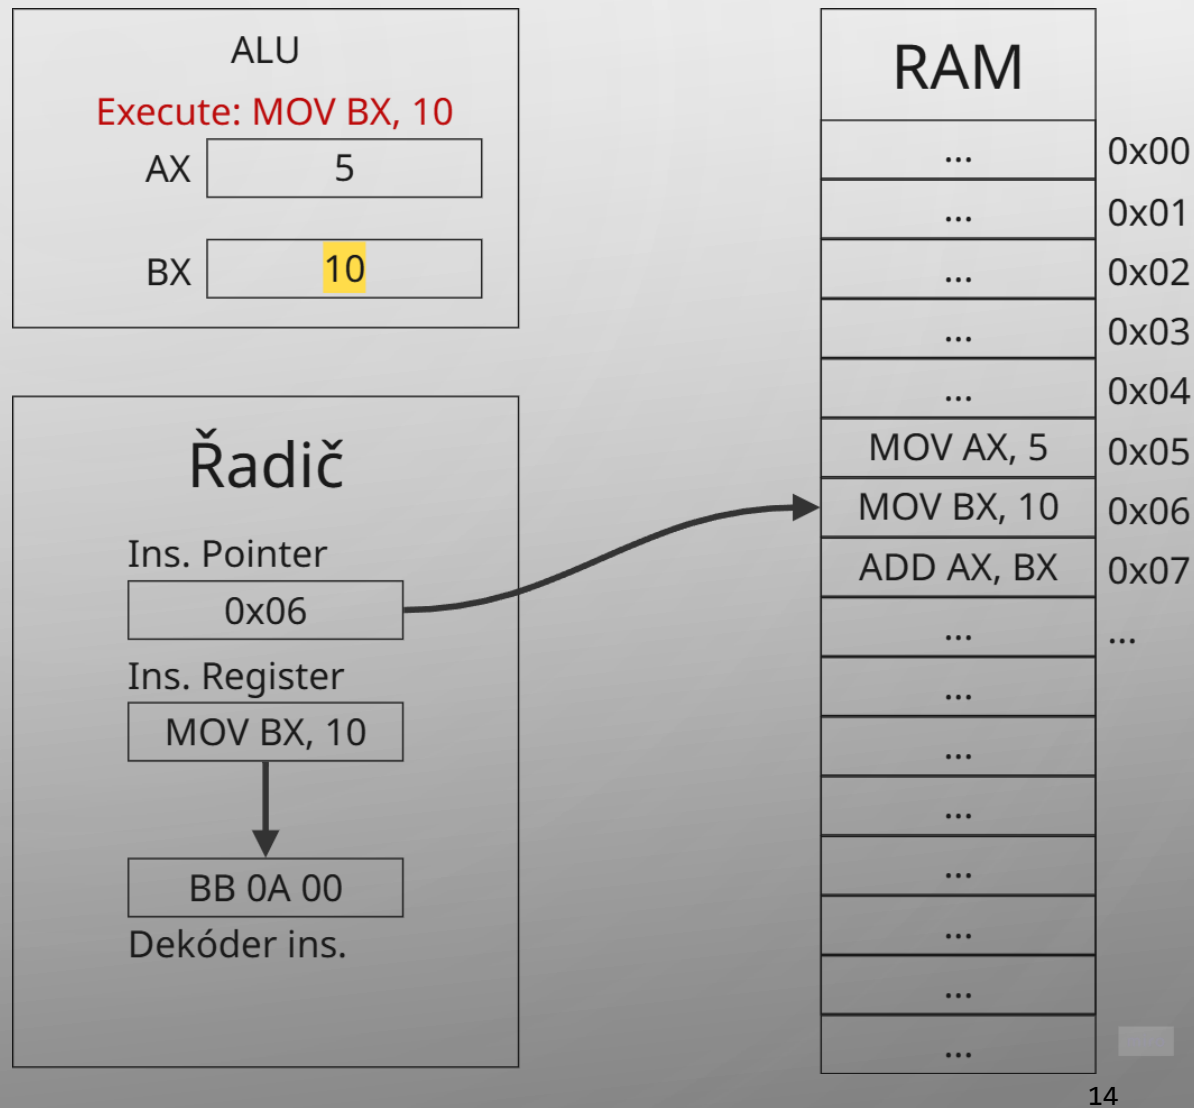 ALU
Execute: MOV BX, 10
AX 5
BX 10
Řadič
Ins. Pointer
0x06
Ins. Register
MOV BX, 10
BB 0A 00
Dekóder ins.
RAM
... 0x00
... 0x01
... 0x02
... 0x03
... 0x04
MOV AX, 5 0x05
MOV BX, 10 0x06
ADD AX, BX 0x07
... ...
...
...
...
...
...
...
...
14